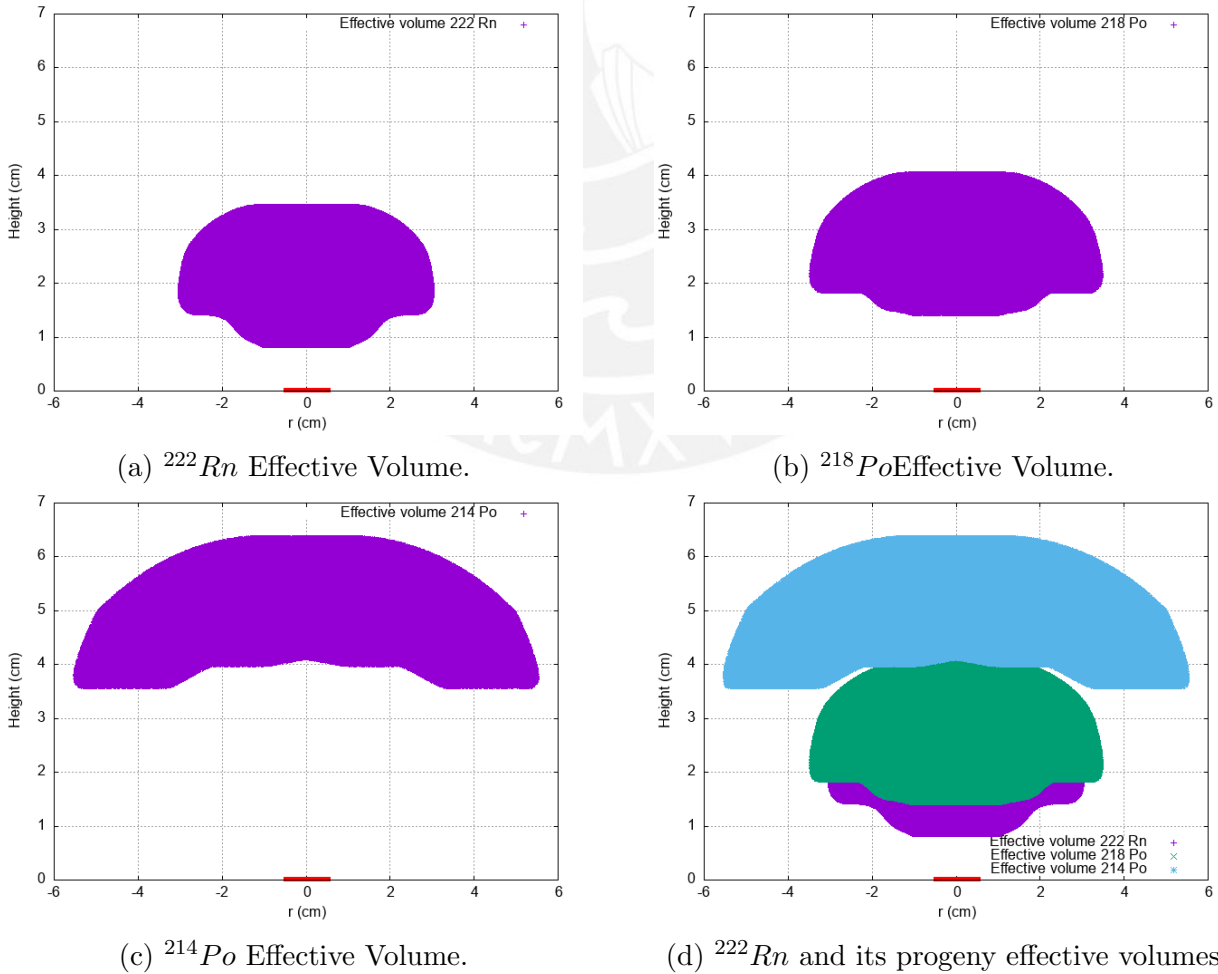 7
6
5
4
3
2
1
0
Height (cm)
Effective volume 222 Rn
-6 -4 -2 0 2 4 6
r (cm)
(a) ²²²Rn Effective Volume.
7
6
5
4
3
2
1
0
Height (cm)
Effective volume 218 Po
-6 -4 -2 0 2 4 6
r (cm)
(b) ²¹⁸PoEffective Volume.
7
6
5
4
3
2
1
0
Height (cm)
Effective volume 214 Po
-6 -4 -2 0 2 4 6
r (cm)
(c) ²¹⁴Po Effective Volume.
7
6
5
4
3
2
1
0
Height (cm)
Effective volume 222 Rn
Effective volume 218 Po
Effective volume 214 Po
-6 -4 -2 0 2 4 6
r (cm)
(d) ²²²Rn and its progeny effective volumes